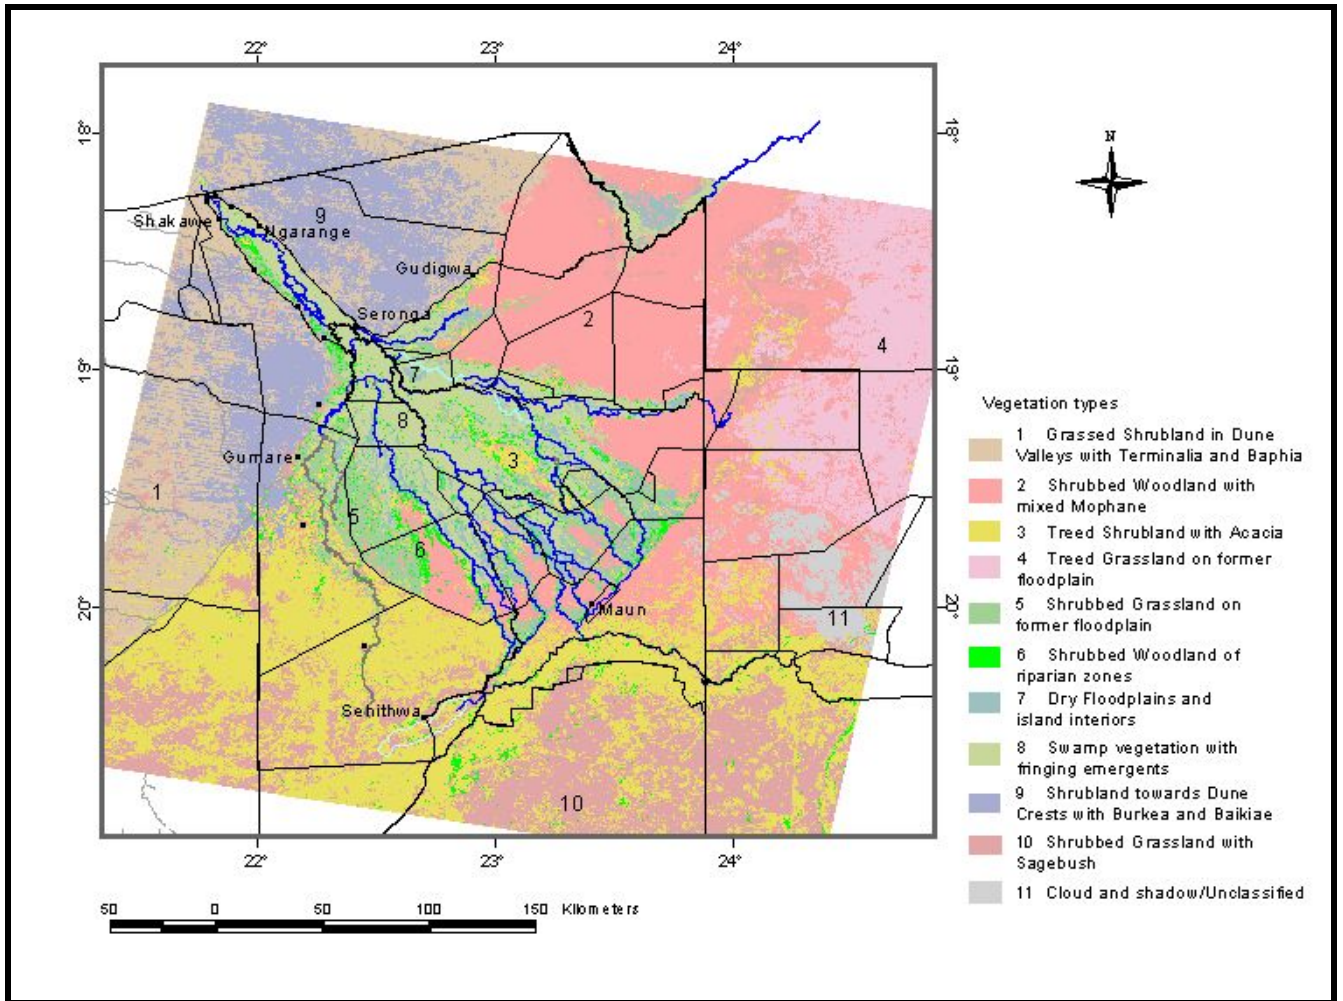 22° 23° 24°
N
18° 18°
Shakawe
9
Ngarange
Gudigwa
Seronga
2
4
19° 19°
7
8
Gumare
3
1
5
6
20° 20°
Maun
11
Sehithwa
10
22° 23° 24°
50 0 50 100 150 Kilometers
Vegetation types
1 Grassed Shrubland in Dune
Valleys with Terminalia and Baphia
2 Shrubbed Woodland with
mixed Mophane
3 Treed Shrubland with Acacia
4 Treed Grassland on former
floodplain
5 Shrubbed Grassland on
former floodplain
6 Shrubbed Woodland of
riparian zones
7 Dry Floodplains and
island interiors
8 Swamp vegetation with
fringing emergents
9 Shrubland towards Dune
Crests with Burkea and Baikiae
10 Shrubbed Grassland with
Sagebush
11 Cloud and shadow/Unclassified